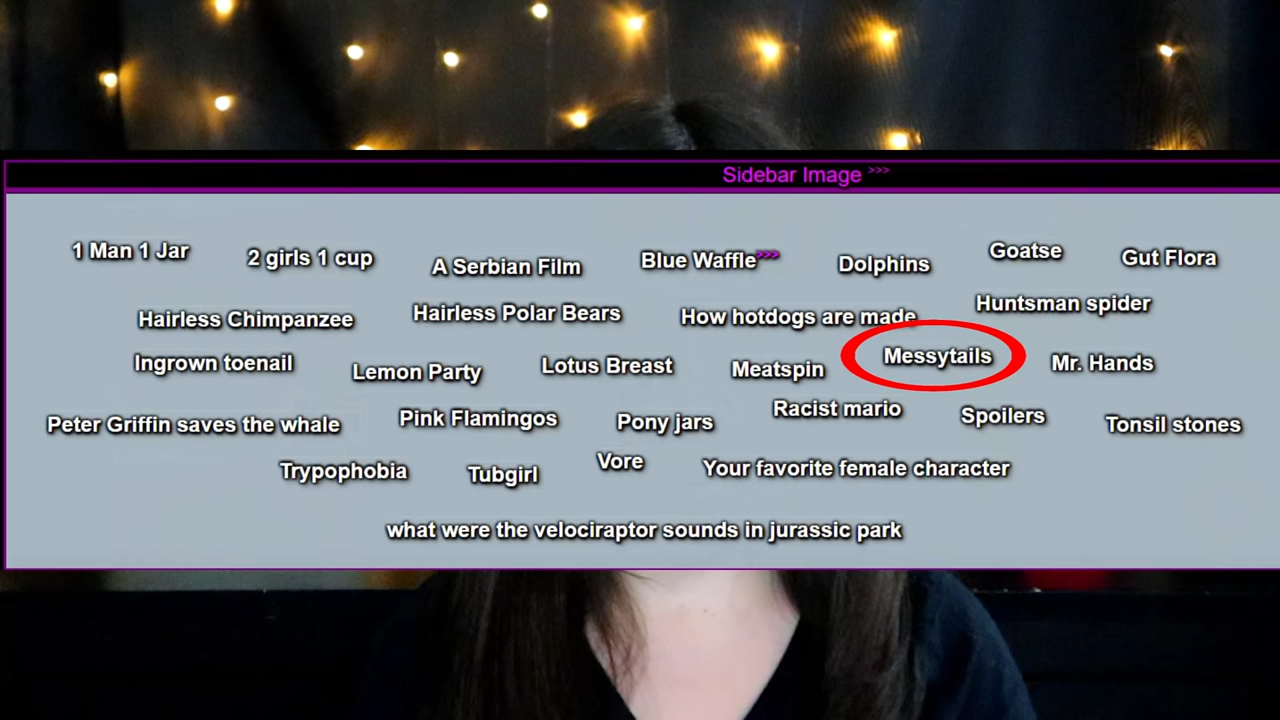 Sidebar Image >>>
1 Man 1 Jar 2 girls 1 cup A Serbian Film Blue Waffle>>> Dolphins Goatse Gut Flora
Hairless Chimpanzee Hairless Polar Bears How hotdogs are made Huntsman spider
Ingrown toenail Lemon Party Lotus Breast Meatspin Messytails Mr. Hands
Peter Griffin saves the whale Pink Flamingos Pony jars Racist mario Spoilers Tonsil stones
Trypophobia Tubgirl Vore Your favorite female character
what were the velociraptor sounds in jurassic park